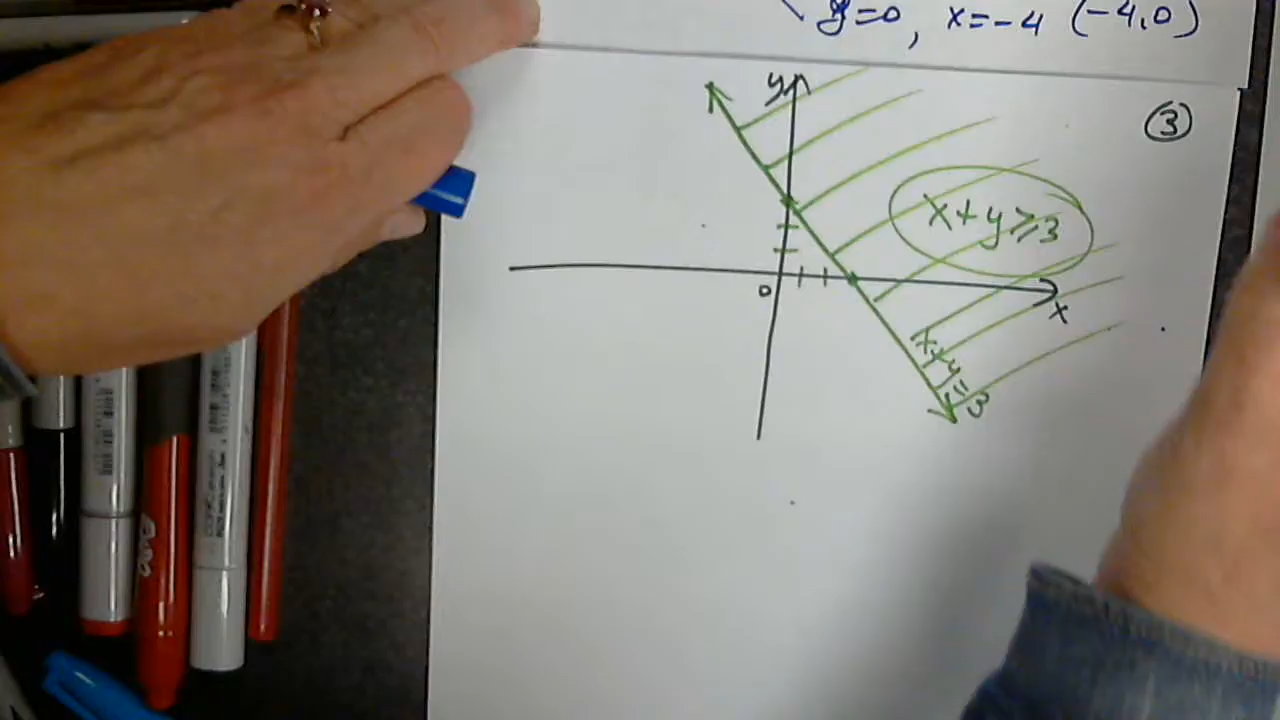 y=0, x=-4 (-4,0)
③
y
x+y⩾3
0
x
x+y=3